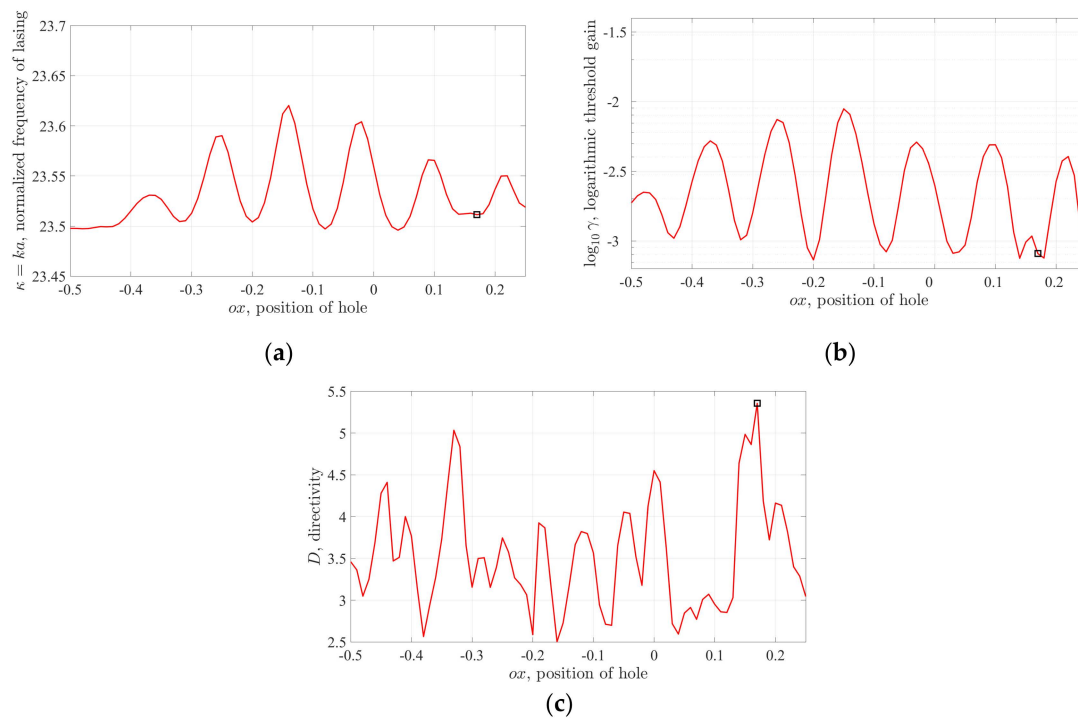 κ = ka, normalized frequency of lasing
23.7
23.65
23.6
23.55
23.5
23.45
-0.5 -0.4 -0.3 -0.2 -0.1 0 0.1 0.2
ox, position of hole
(a)
log₁₀ γ, logarithmic threshold gain
-1.5
-2
-2.5
-3
-0.5 -0.4 -0.3 -0.2 -0.1 0 0.1 0.2
ox, position of hole
(b)
D, directivity
5.5
5
4.5
4
3.5
3
2.5
-0.5 -0.4 -0.3 -0.2 -0.1 0 0.1 0.2
ox, position of hole
(c)